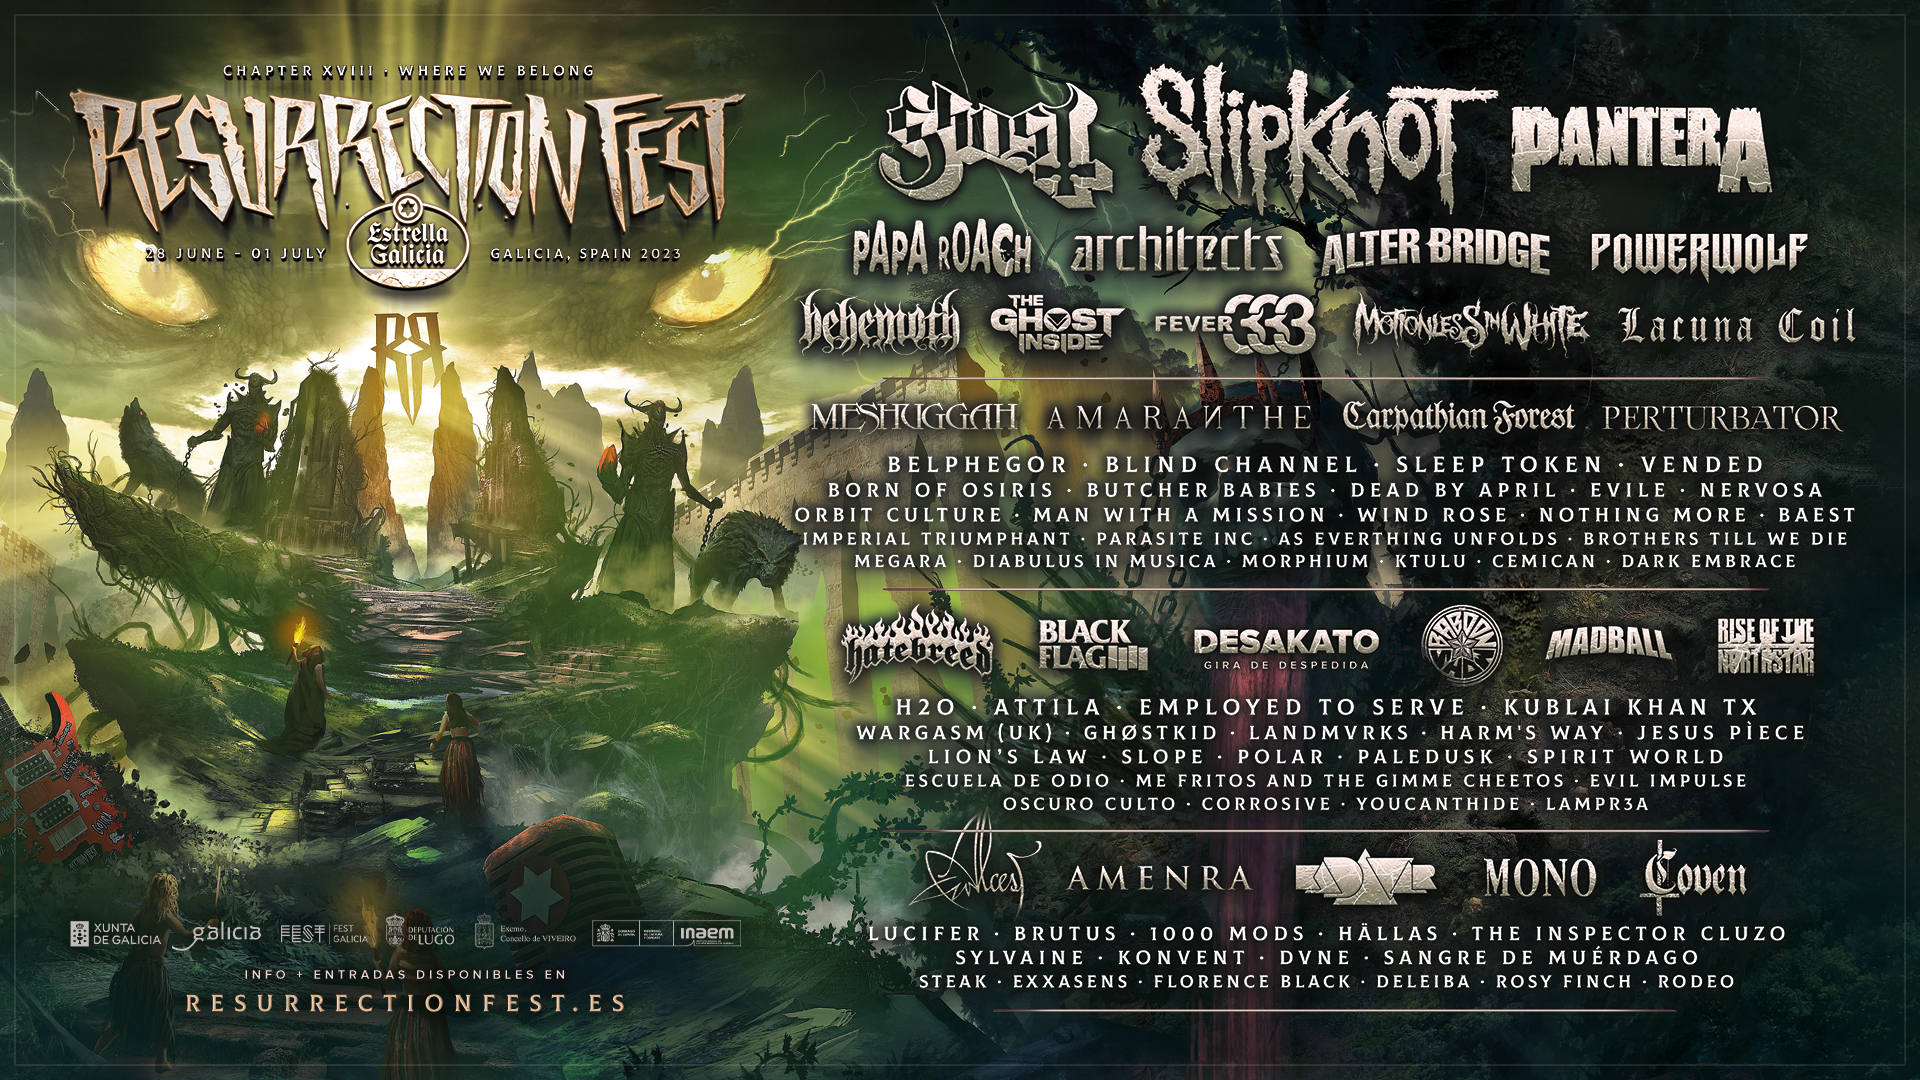 CHAPTER XVIII · WHERE WE BELONG
RESURRECTION FEST
Estrella
Galicia
28 JUNE - 01 JULY
GALICIA, SPAIN 2023
RR
Ghost Slipknot PANTERA
PAPA ROACH architects ALTER BRIDGE POWERWOLF
behemoth THE GHOST INSIDE FEVER 333 MOTIONLESS IN WHITE Lacuna Coil
MESHUGGAH AMARANTHE Carpathian Forest PERTURBATOR
BELPHEGOR · BLIND CHANNEL · SLEEP TOKEN · VENDED
BORN OF OSIRIS · BUTCHER BABIES · DEAD BY APRIL · EVILE · NERVOSA
ORBIT CULTURE · MAN WITH A MISSION · WIND ROSE · NOTHING MORE · BAEST
IMPERIAL TRIUMPHANT · PARASITE INC · AS EVERTHING UNFOLDS · BROTHERS TILL WE DIE
MEGARA · DIABULUS IN MUSICA · MORPHIUM · KTULU · CEMICAN · DARK EMBRACE
hatebreed BLACK FLAG DESAKATO MADBALL RISE OF THE NORTHSTAR
GIRA DE DESPEDIDA
H2O · ATTILA · EMPLOYED TO SERVE · KUBLAI KHAN TX
WARGASM (UK) · GHØSTKID · LANDMVRKS · HARM'S WAY · JESUS PÌECE
LION'S LAW · SLOPE · POLAR · PALEDUSK · SPIRIT WORLD
ESCUELA DE ODIO · ME FRITOS AND THE GIMME CHEETOS · EVIL IMPULSE
OSCURO CULTO · CORROSIVE · YOUCANTHIDE · LAMPR3A
Alcest AMENRA KADAVAR MONO Coven
LUCIFER · BRUTUS · 1000 MODS · HÄLLAS · THE INSPECTOR CLUZO
SYLVAINE · KONVENT · DVNE · SANGRE DE MUÉRDAGO
STEAK · EXXASENS · FLORENCE BLACK · DELEIBA · ROSY FINCH · RODEO
XUNTA DE GALICIA galicia FEST FEST GALICIA DEPUTACIÓN DE LUGO Excmo. Concello de VIVEIRO inaem
INFO + ENTRADAS DISPONIBLES EN
RESURRECTIONFEST.ES